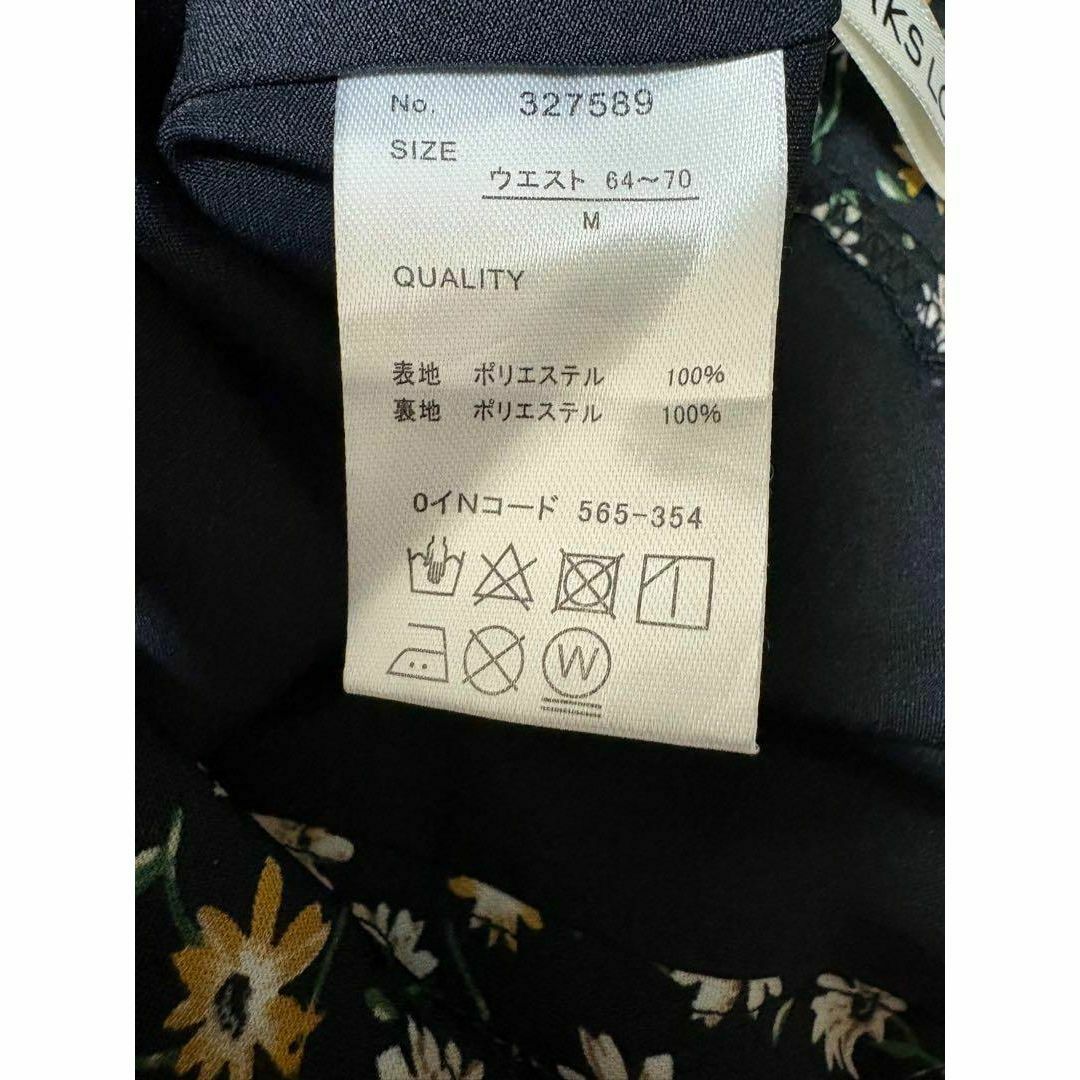 No. 327589
SIZE
ウエスト 64～70
M
QUALITY
表地 ポリエステル 100%
裏地 ポリエステル 100%
0イNコード 565-354
W